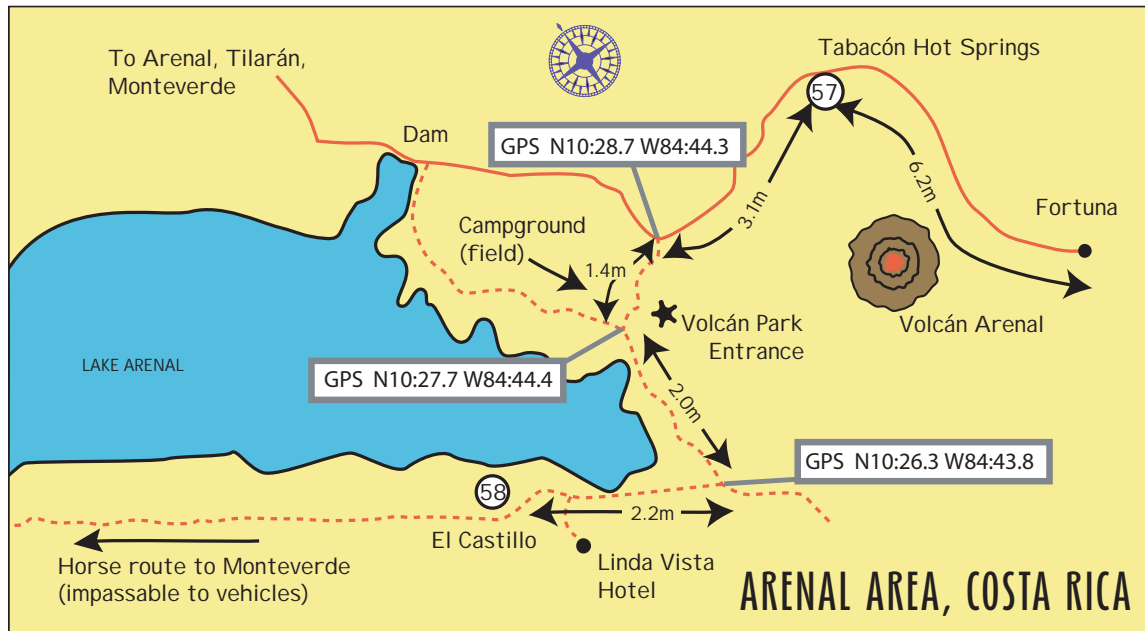 To Arenal, Tilarán,
Monteverde
Tabacón Hot Springs
57
Dam
GPS N10:28.7 W84:44.3
6.2m
3.1m
Fortuna
Campground
(field)
1.4m
Volcán Park
Entrance
Volcán Arenal
LAKE ARENAL
GPS N10:27.7 W84:44.4
2.0m
GPS N10:26.3 W84:43.8
58
2.2m
El Castillo
Linda Vista
Hotel
Horse route to Monteverde
(impassable to vehicles)
ARENAL AREA, COSTA RICA